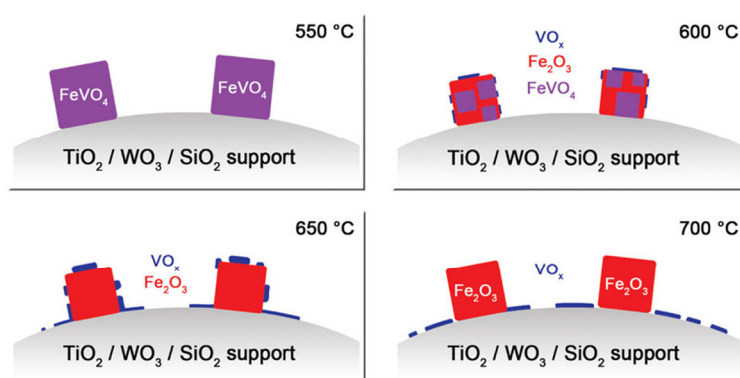 550 °C
FeVO₄
FeVO₄
TiO₂ / WO₃ / SiO₂ support
600 °C
VOₓ
Fe₂O₃
FeVO₄
TiO₂ / WO₃ / SiO₂ support
650 °C
VOₓ
Fe₂O₃
TiO₂ / WO₃ / SiO₂ support
700 °C
VOₓ
Fe₂O₃
Fe₂O₃
TiO₂ / WO₃ / SiO₂ support